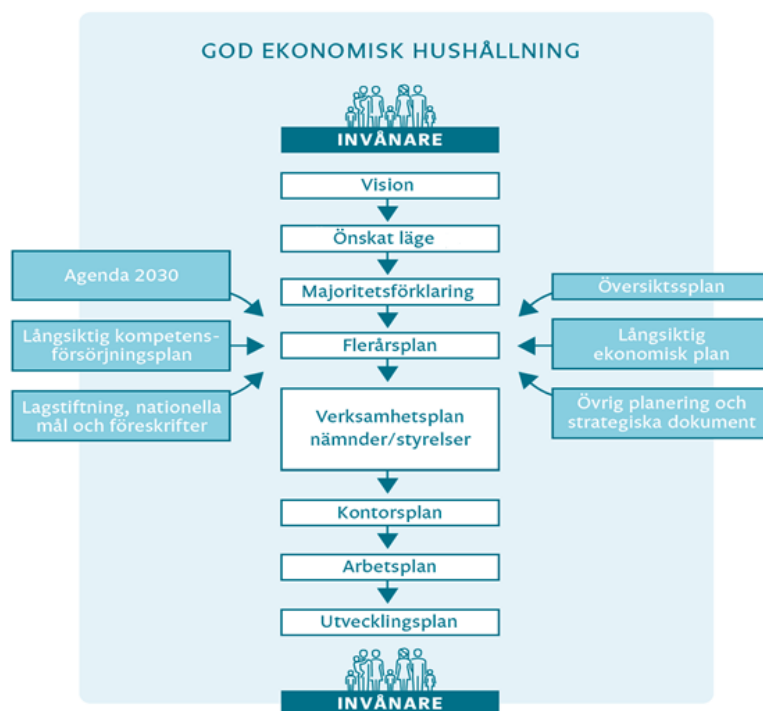 GOD EKONOMISK HUSHÅLLNING
INVÅNARE
Vision
Önskat läge
Majoritetsförklaring
Flerårsplan
Verksamhetsplan
nämnder/styrelser
Kontorsplan
Arbetsplan
Utvecklingsplan
INVÅNARE
Agenda 2030
Långsiktig kompetens-
försörjningsplan
Lagstiftning, nationella
mål och föreskrifter
Översiktssplan
Långsiktig
ekonomisk plan
Övrig planering och
strategiska dokument